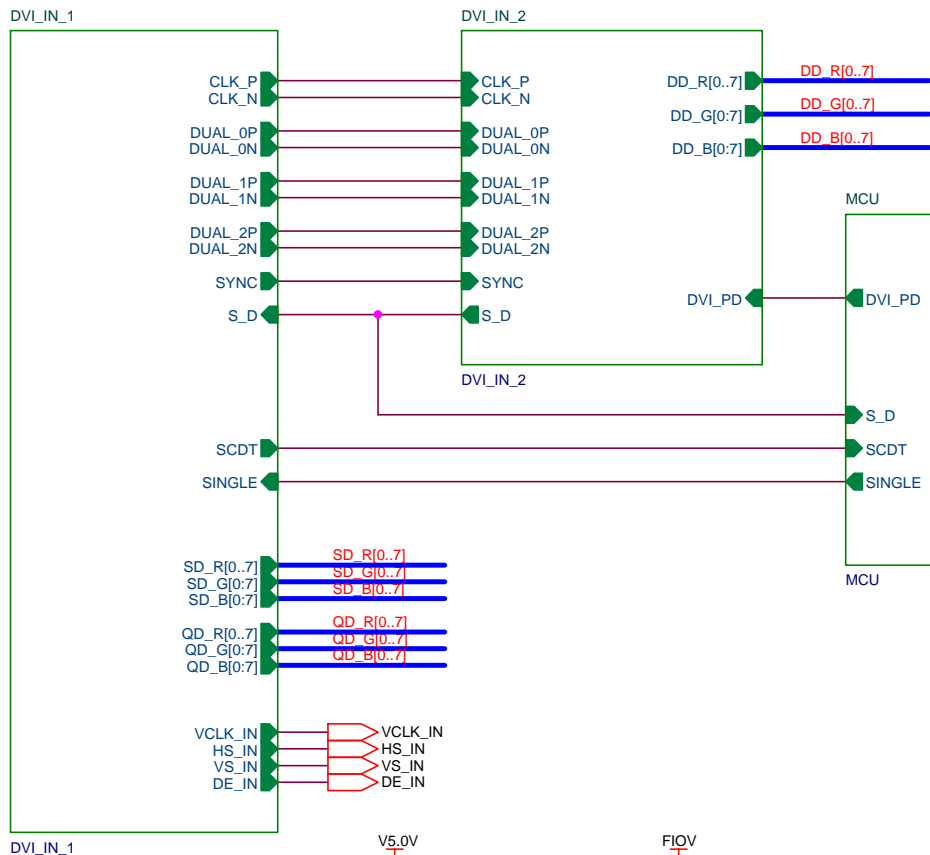 DVI_IN_1
CLK_P
CLK_N
DUAL_0P
DUAL_0N
DUAL_1P
DUAL_1N
DUAL_2P
DUAL_2N
SYNC
S_D
SCDT
SINGLE
SD_R[0..7]
SD_G[0:7]
SD_B[0:7]
QD_R[0..7]
QD_G[0:7]
QD_B[0:7]
VCLK_IN
HS_IN
VS_IN
DE_IN
DVI_IN_1
SD_R[0..7]
SD_G[0..7]
SD_B[0..7]
QD_R[0..7]
QD_G[0..7]
QD_B[0..7]
VCLK_IN
HS_IN
VS_IN
DE_IN
DVI_IN_2
CLK_P
CLK_N
DUAL_0P
DUAL_0N
DUAL_1P
DUAL_1N
DUAL_2P
DUAL_2N
SYNC
S_D
DD_R[0..7]
DD_G[0:7]
DD_B[0:7]
DVI_PD
DVI_IN_2
DD_R[0..7]
DD_G[0..7]
DD_B[0..7]
MCU
DVI_PD
S_D
SCDT
SINGLE
MCU
V5.0V
FIOV